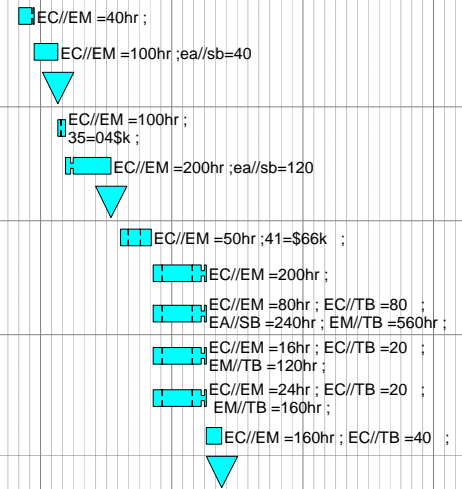 EC//EM =40hr ;
EC//EM =100hr ;ea//sb=40
EC//EM =100hr ;
35=04$k ;
EC//EM =200hr ;ea//sb=120
EC//EM =50hr ;41=$66k ;
EC//EM =200hr ;
EC//EM =80hr ; EC//TB =80 ;
EA//SB =240hr ; EM//TB =560hr ;
EC//EM =16hr ; EC//TB =20 ;
EM//TB =120hr ;
EC//EM =24hr ; EC//TB =20 ;
EM//TB =160hr ;
EC//EM =160hr ; EC//TB =40 ;